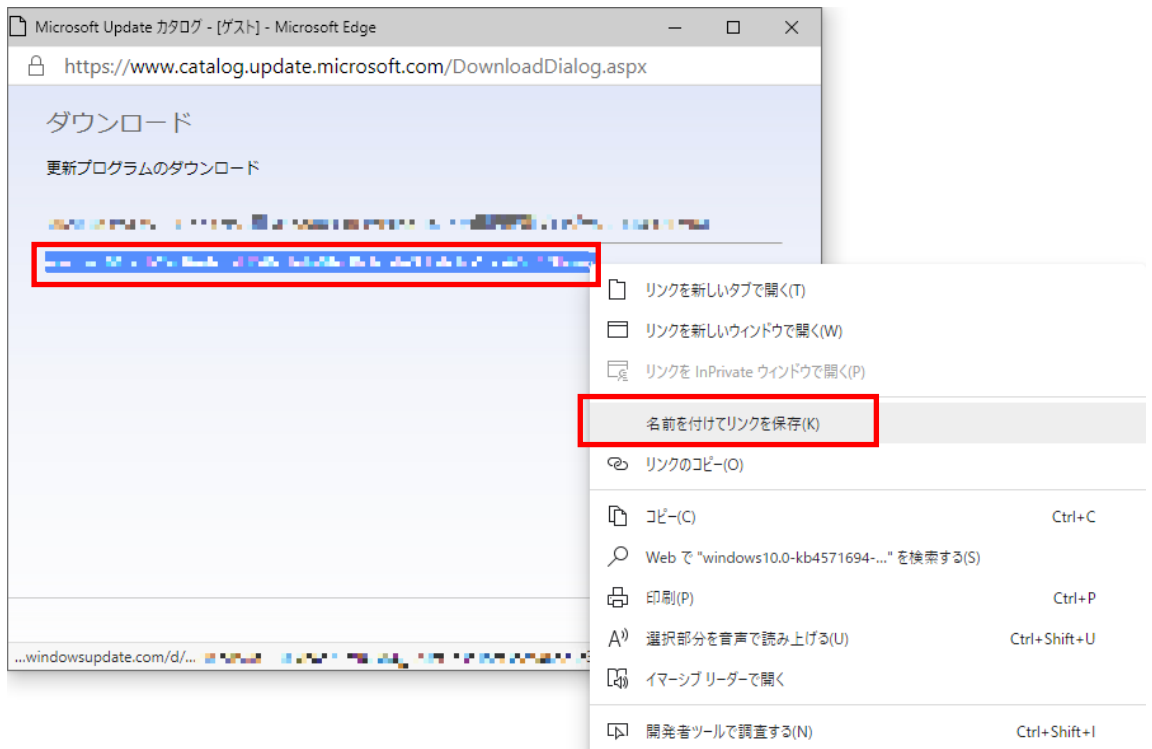 Microsoft Update カタログ - [ゲスト] - Microsoft Edge
https://www.catalog.update.microsoft.com/DownloadDialog.aspx
ダウンロード
更新プログラムのダウンロード
リンクを新しいタブで開く(T)
リンクを新しいウィンドウで開く(W)
リンクを InPrivate ウィンドウで開く(P)
名前を付けてリンクを保存(K)
リンクのコピー(O)
コピー(C) Ctrl+C
Web で "windows10.0-kb4571694-..." を検索する(S)
印刷(P) Ctrl+P
選択部分を音声で読み上げる(U) Ctrl+Shift+U
イマーシブ リーダーで開く
...windowsupdate.com/d/...
開発者ツールで調査する(N) Ctrl+Shift+I